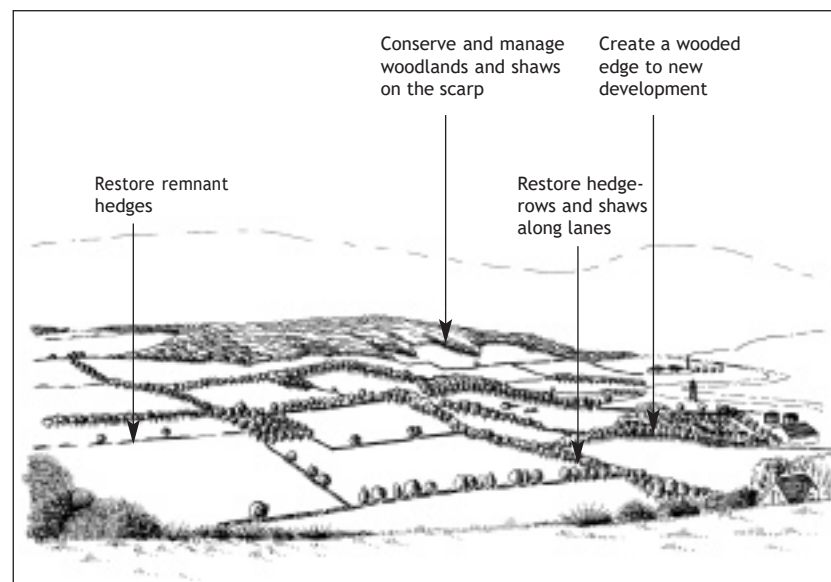 Conserve and manage
woodlands and shaws
on the scarp
Create a wooded
edge to new
development
Restore remnant
hedges
Restore hedge-
rows and shaws
along lanes